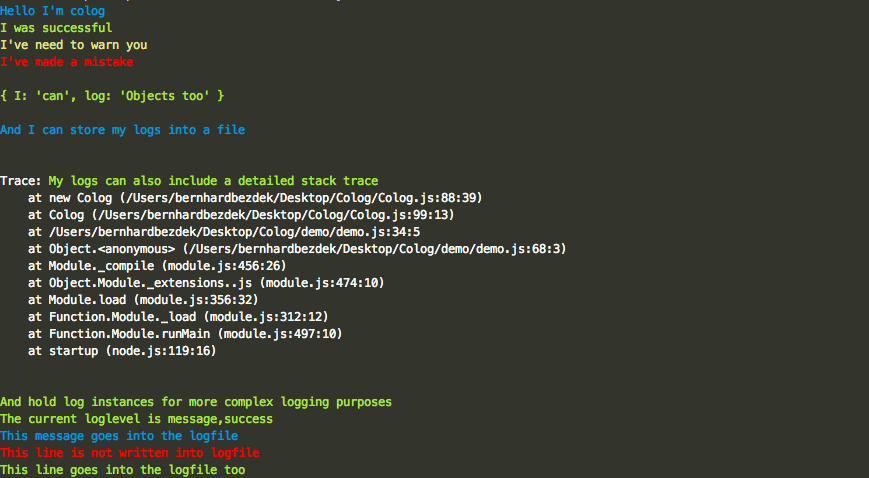 Hello I'm colog
I was successful
I've need to warn you
I've made a mistake
{ I: 'can', log: 'Objects too' }
And I can store my logs into a file
Trace: My logs can also include a detailed stack trace
at new Colog (/Users/bernhardbezdek/Desktop/Colog/Colog.js:88:39)
at Colog (/Users/bernhardbezdek/Desktop/Colog/Colog.js:99:13)
at /Users/bernhardbezdek/Desktop/Colog/demo/demo.js:34:5
at Object.<anonymous> (/Users/bernhardbezdek/Desktop/Colog/demo/demo.js:68:3)
at Module._compile (module.js:456:26)
at Object.Module._extensions..js (module.js:474:10)
at Module.load (module.js:356:32)
at Function.Module._load (module.js:312:12)
at Function.Module.runMain (module.js:497:10)
at startup (node.js:119:16)
And hold log instances for more complex logging purposes
The current loglevel is message,success
This message goes into the logfile
This line is not written into logfile
This line goes into the logfile too